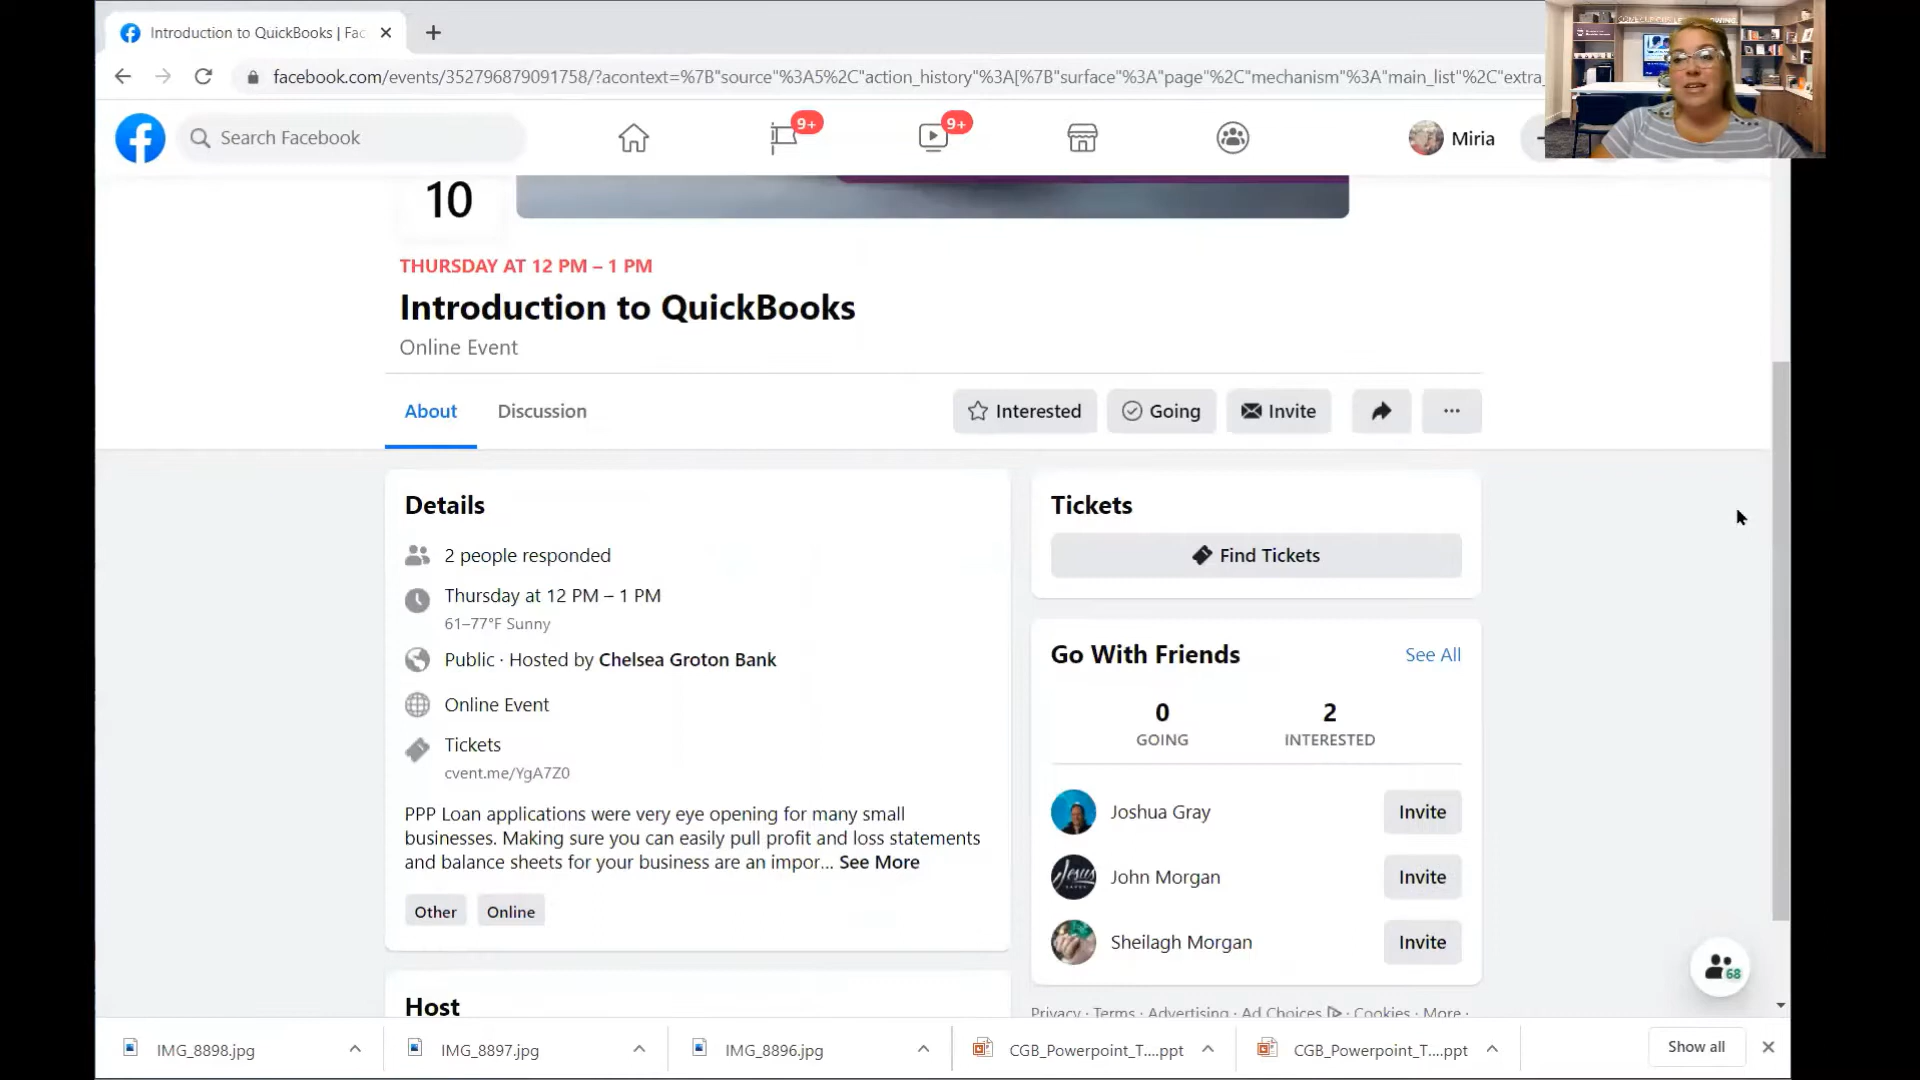 Introduction to QuickBooks | Fac
facebook.com/events/352796879091758/?acontext=%7B"source"%3A5%2C"action_history"%3A[%7B"surface"%3A"page"%2C"mechanism"%3A"main_list"%2C"extra_
Search Facebook
9+
9+
Miria
10
THURSDAY AT 12 PM – 1 PM
Introduction to QuickBooks
Online Event
About
Discussion
Interested
Going
Invite
Details
2 people responded
Thursday at 12 PM – 1 PM
61–77°F Sunny
Public · Hosted by Chelsea Groton Bank
Online Event
Tickets
cvent.me/YgA7Z0
PPP Loan applications were very eye opening for many small
businesses. Making sure you can easily pull profit and loss statements
and balance sheets for your business are an impor... See More
Other
Online
Host
Tickets
Find Tickets
Go With Friends
See All
0
GOING
2
INTERESTED
Joshua Gray
Invite
John Morgan
Invite
Sheilagh Morgan
Invite
Privacy · Terms · Advertising · Ad Choices · Cookies · More ·
68
IMG_8898.jpg
IMG_8897.jpg
IMG_8896.jpg
CGB_Powerpoint_T....ppt
CGB_Powerpoint_T....ppt
Show all